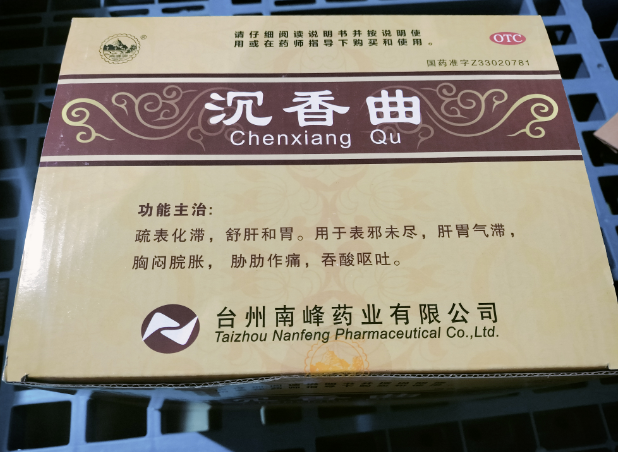 请仔细阅读说明书并按说明使
用或在药师指导下购买和使用。
OTC
国药准字Z33020781
沉香曲
Chenxiang Qu
功能主治:
疏表化滞，舒肝和胃。用于表邪未尽，肝胃气滞，
胸闷脘胀，胁肋作痛，吞酸呕吐。
台州南峰药业有限公司
Taizhou Nanfeng Pharmaceutical Co.,Ltd.